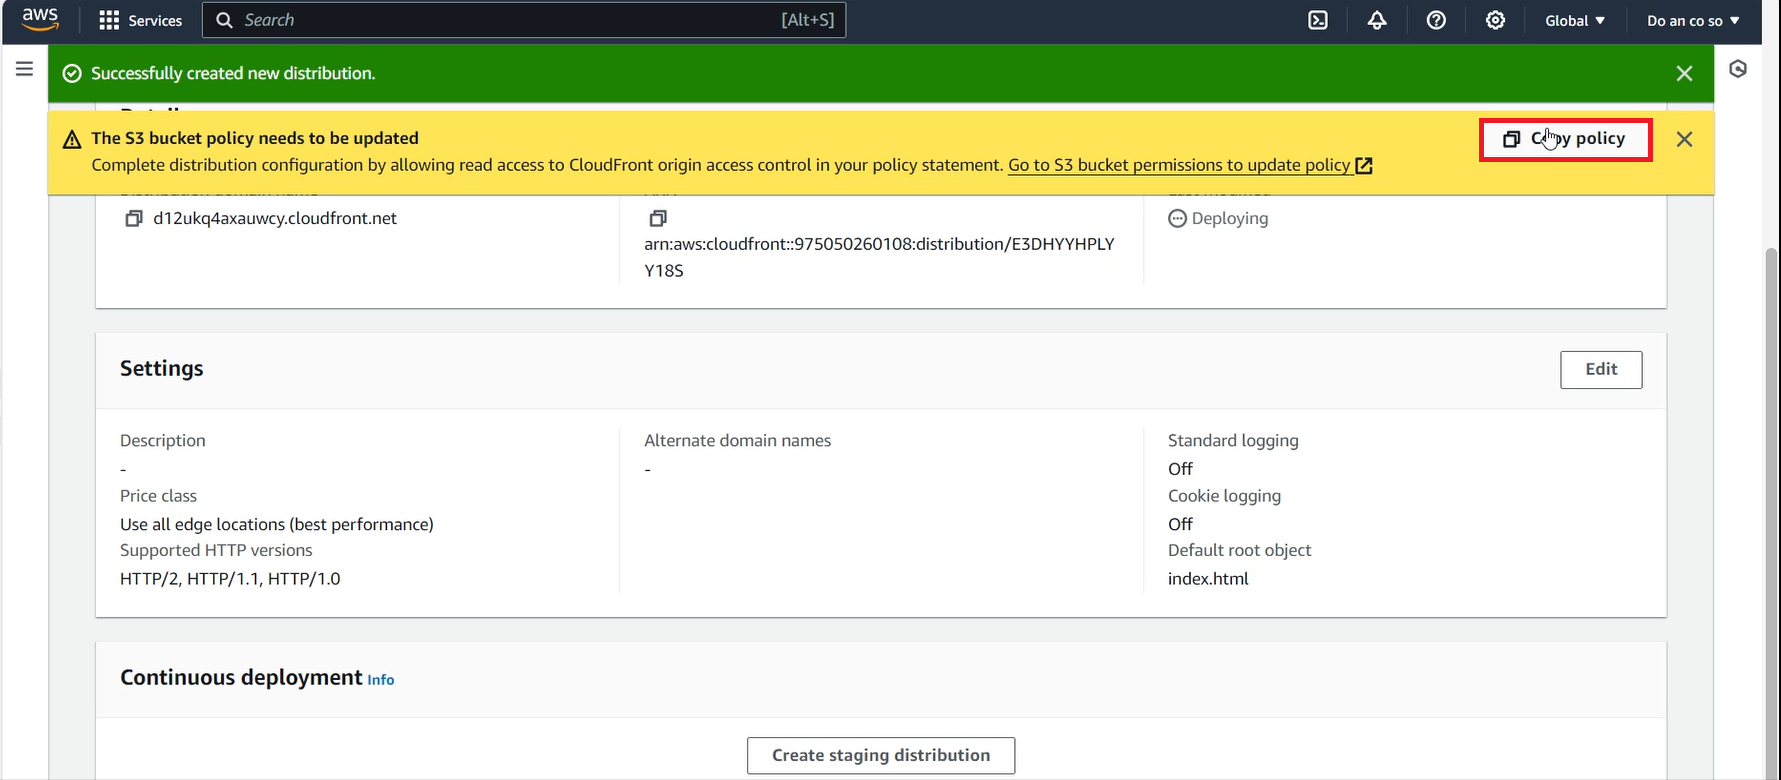 aws
Services
Search
[Alt+S]
Global
Do an co so
Successfully created new distribution.
The S3 bucket policy needs to be updated
Complete distribution configuration by allowing read access to CloudFront origin access control in your policy statement. Go to S3 bucket permissions to update policy
policy
d12ukq4axauwcy.cloudfront.net
arn:aws:cloudfront::975050260108:distribution/E3DHYYHPLY
Y18S
Deploying
Settings
Edit
Description
-
Price class
Use all edge locations (best performance)
Supported HTTP versions
HTTP/2, HTTP/1.1, HTTP/1.0
Alternate domain names
-
Standard logging
Off
Cookie logging
Off
Default root object
index.html
Continuous deployment Info
Create staging distribution